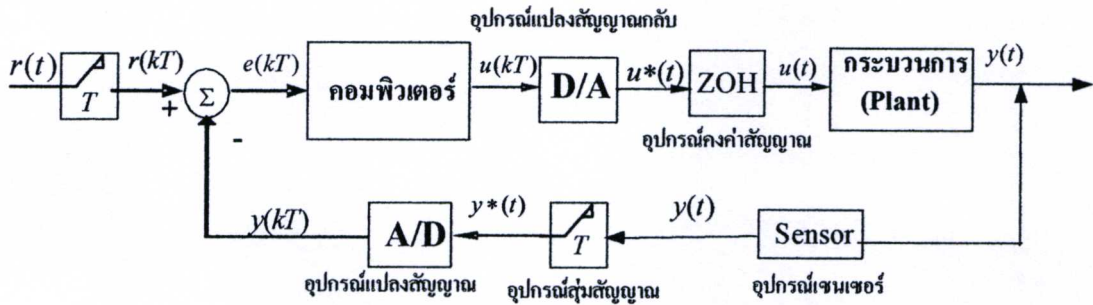 อุปกรณ์แปลงสัญญาณกลับ
r(t)
T
r(kT)
+
Σ
-
e(kT)
คอมพิวเตอร์
u(kT)
D/A
u*(t)
ZOH
อุปกรณ์คงค่าสัญญาณ
u(t)
กระบวนการ
(Plant)
y(t)
y(kT)
A/D
อุปกรณ์แปลงสัญญาณ
y*(t)
T
อุปกรณ์สุ่มสัญญาณ
y(t)
Sensor
อุปกรณ์เซนเซอร์